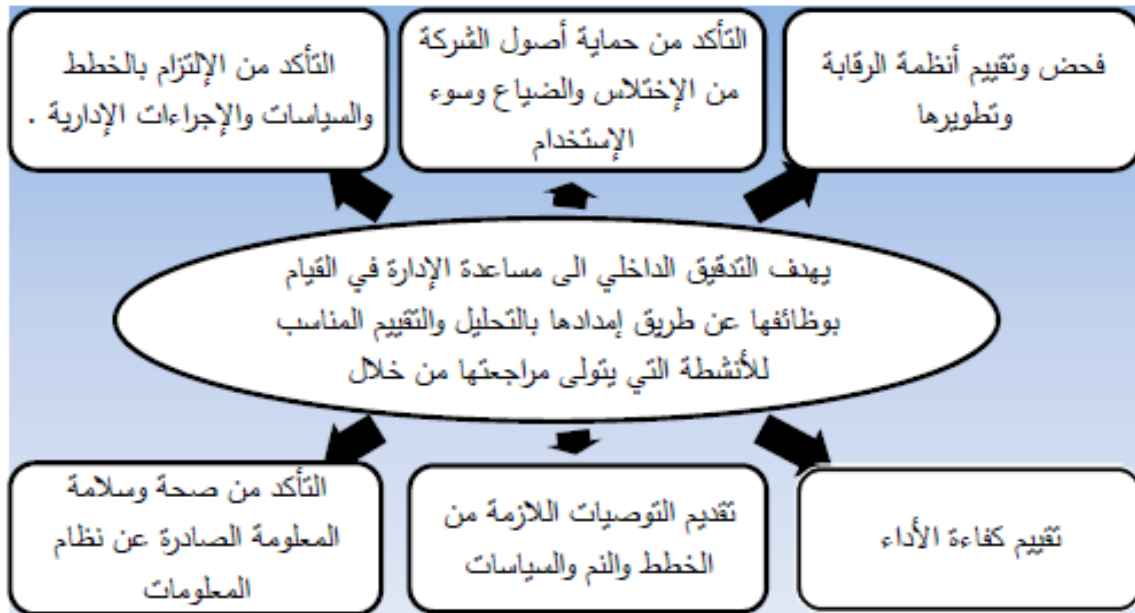 فحض وتقييم أنظمة الرقابة
وتطويرها
التأكد من حماية أصول الشركة
من الإختلاس والضياع وسوء
الإستخدام
التأكد من الإلتزام بالخطط
والسياسات والإجراءات الإدارية .
يهدف التدقيق الداخلي الى مساعدة الإدارة في القيام
بوظائفها عن طريق إمدادها بالتحليل والتقييم المناسب
للأنشطة التي يتولى مراجعتها من خلال
تقييم كفاءة الأداء
تقديم التوصيات اللازمة من
الخطط والنم والسياسات
التأكد من صحة وسلامة
المعلومة الصادرة عن نظام
المعلومات